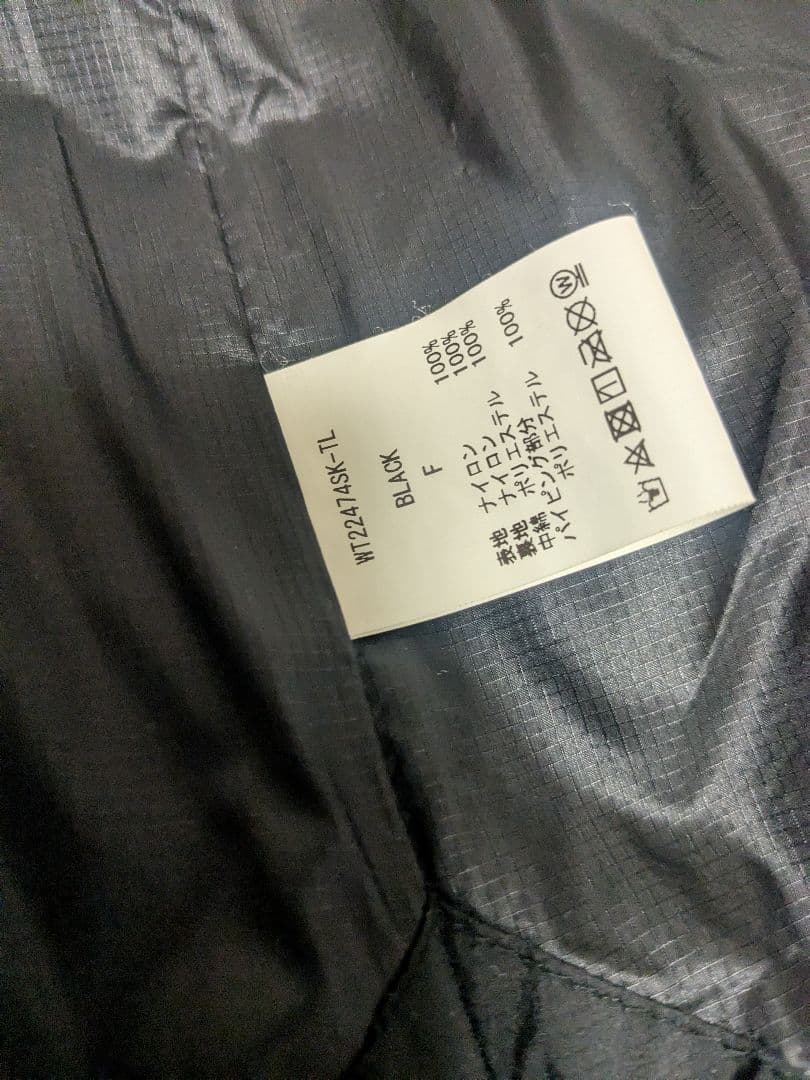 WT22474SK-TL
BLACK
F
表地 ナイロン 100%
裏地 ナイロン 100%
中綿 ポリエステル 100%
パイピング部分
ポリエステル 100%
W